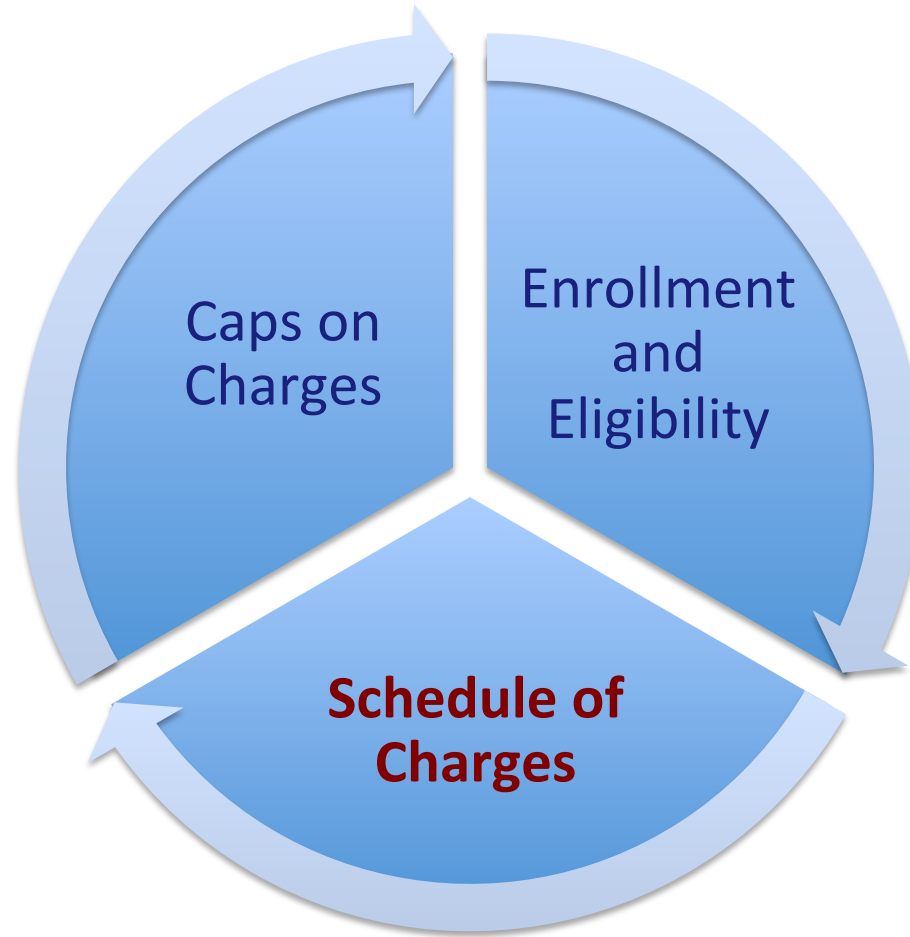 Caps on
Charges
Enrollment
and
Eligibility
Schedule of
Charges